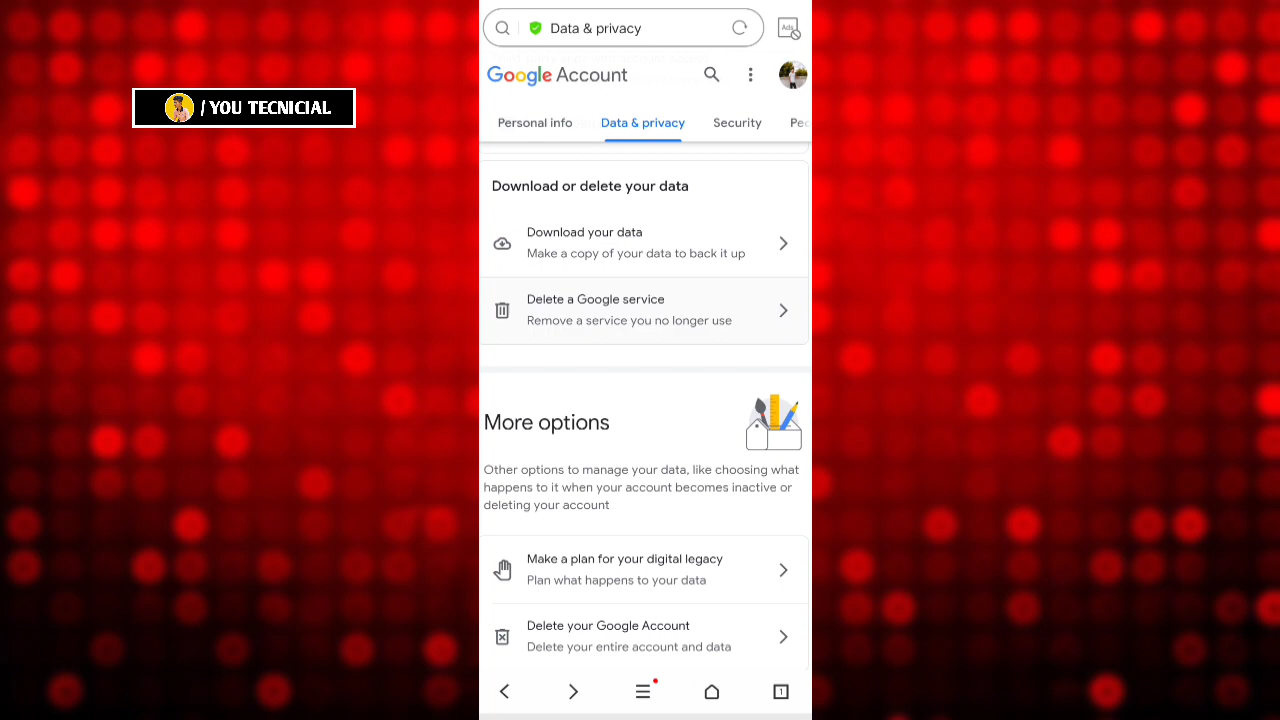 Data & privacy
Ads
Google Account
/ YOU TECNICIAL
Personal info Data & privacy Security Peo
Download or delete your data
Download your data
Make a copy of your data to back it up
Delete a Google service
Remove a service you no longer use
More options
Other options to manage your data, like choosing what
happens to it when your account becomes inactive or
deleting your account
Make a plan for your digital legacy
Plan what happens to your data
Delete your Google Account
Delete your entire account and data
1